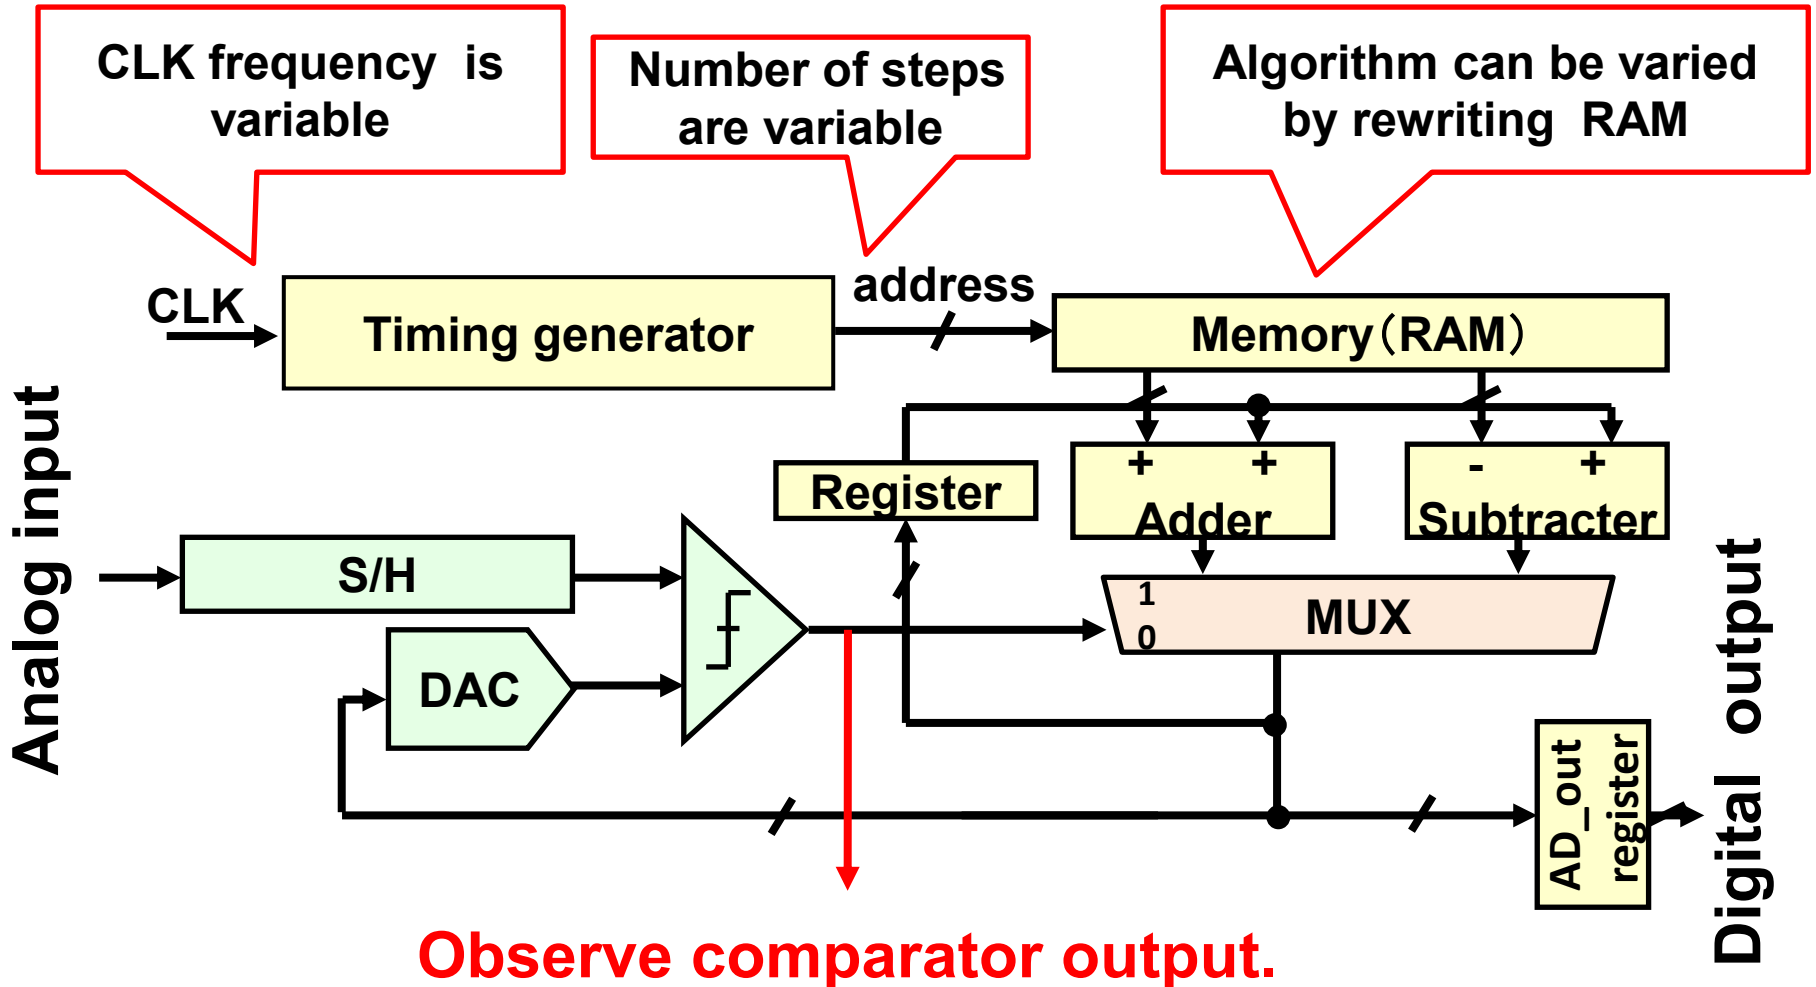 CLK frequency is
variable
Number of steps
are variable
Algorithm can be varied
by rewriting RAM
CLK
Timing generator
address
Memory（RAM）
Analog input
Register
+ +
Adder
- +
Subtracter
S/H
1
0
MUX
DAC
AD_out
register
Digital output
Observe comparator output.